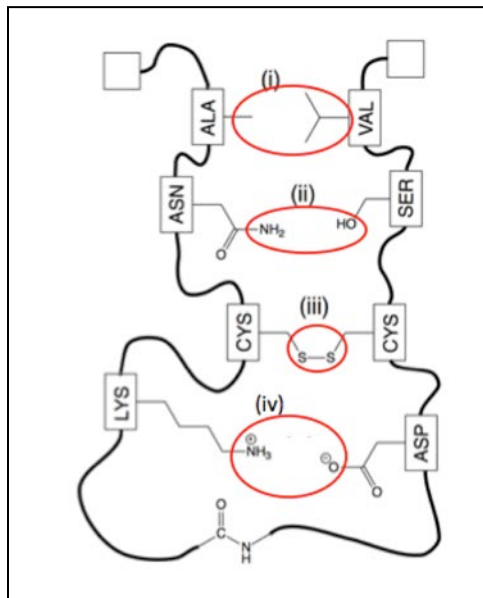 (i)
ALA
VAL
(ii)
ASN
SER
NH2
HO
O
(iii)
CYS
S S
CYS
(iv)
LYS
⊕
NH3
⊖
O
O
ASP
O
C
N
H